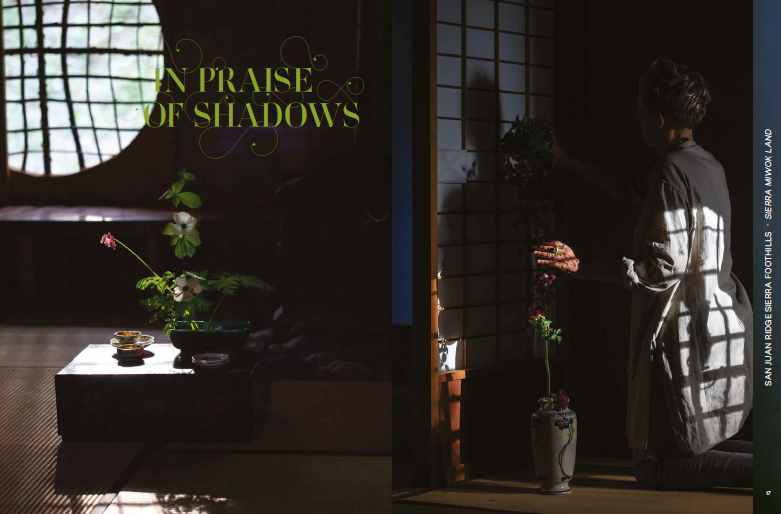 IN PRAISE
OF SHADOWS
SAN JUAN RIDGE SIERRA FOOTHILLS • SIERRA MIWOK LAND